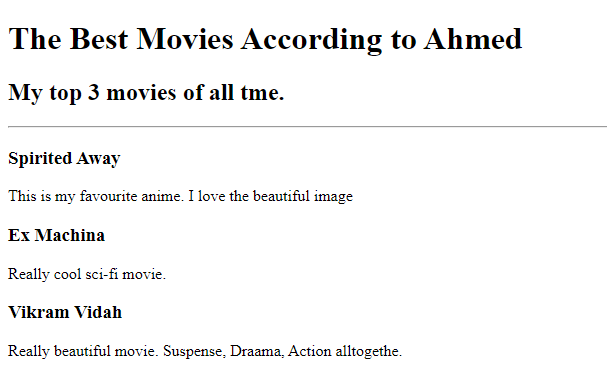 The Best Movies According to Ahmed
My top 3 movies of all tme.
Spirited Away
This is my favourite anime. I love the beautiful image
Ex Machina
Really cool sci-fi movie.
Vikram Vidah
Really beautiful movie. Suspense, Draama, Action alltogethe.